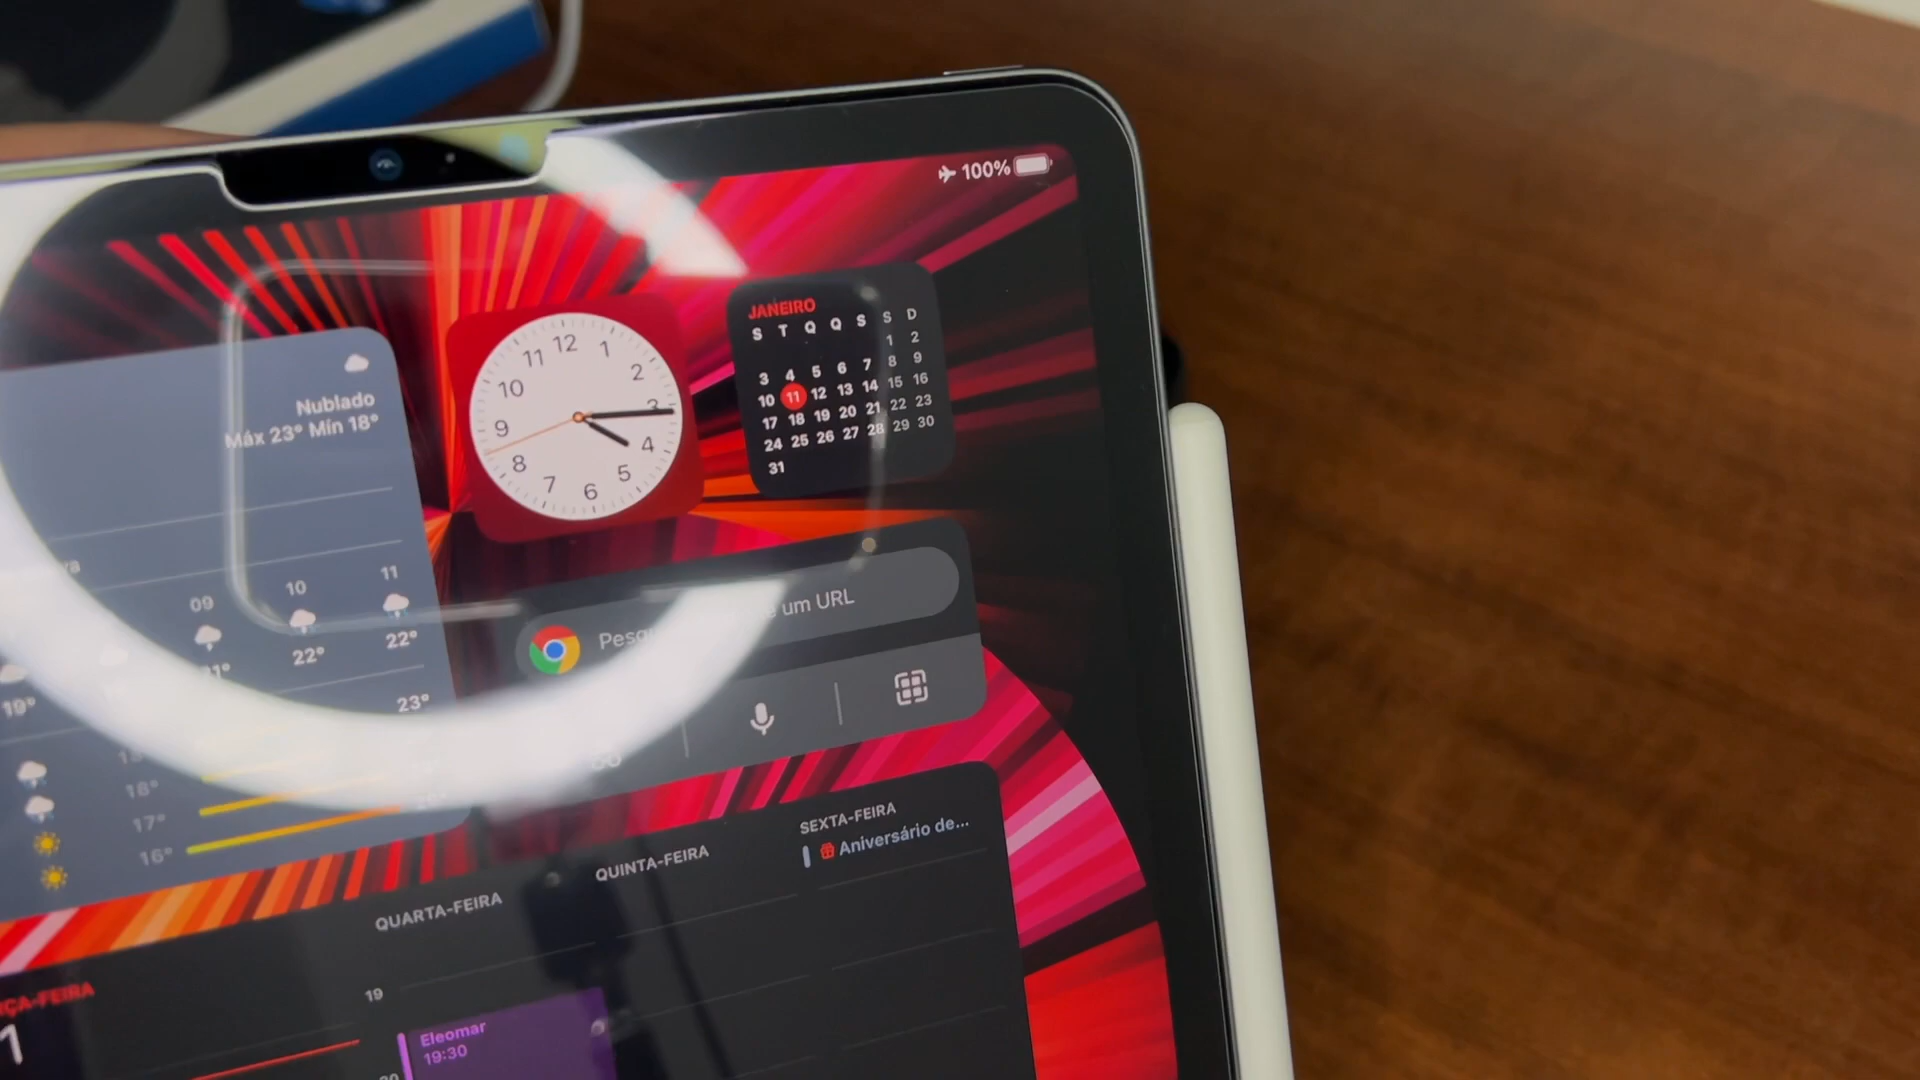 100%
Nublado
Máx 23° Mín 18°
12
1
2
3
4
5
6
7
8
9
10
11
JANEIRO
S T Q Q S S D
1 2
3 4 5 6 7 8 9
10 11 12 13 14 15 16
17 18 19 20 21 22 23
24 25 26 27 28 29 30
31
09 10 11
19° 22° 22°
23°
18°
17°
16°
um URL
SEXTA-FEIRA
Aniversário de...
QUINTA-FEIRA
QUARTA-FEIRA
19
Eleomar
19:30